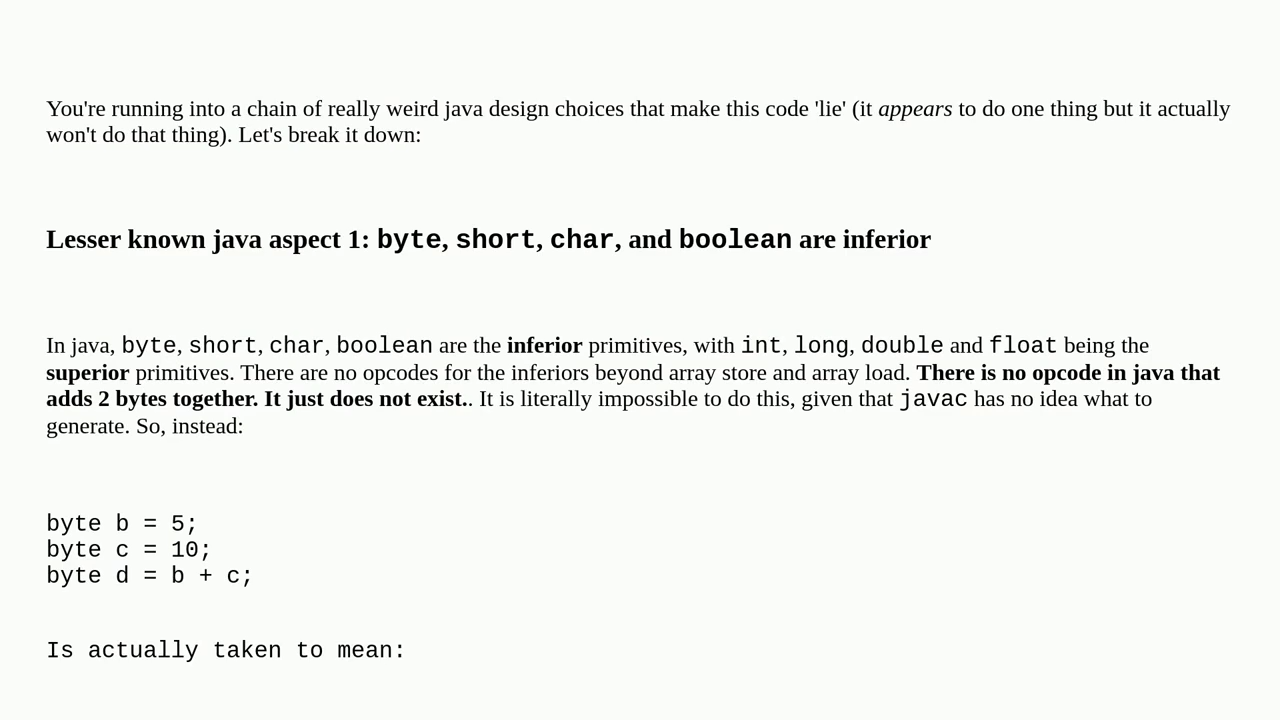 You're running into a chain of really weird java design choices that make this code 'lie' (it appears to do one thing but it actually
won't do that thing). Let's break it down:
Lesser known java aspect 1: byte, short, char, and boolean are inferior
In java, byte, short, char, boolean are the inferior primitives, with int, long, double and float being the
superior primitives. There are no opcodes for the inferiors beyond array store and array load. There is no opcode in java that
adds 2 bytes together. It just does not exist.. It is literally impossible to do this, given that javac has no idea what to
generate. So, instead:
byte b = 5;
byte c = 10;
byte d = b + c;
Is actually taken to mean: